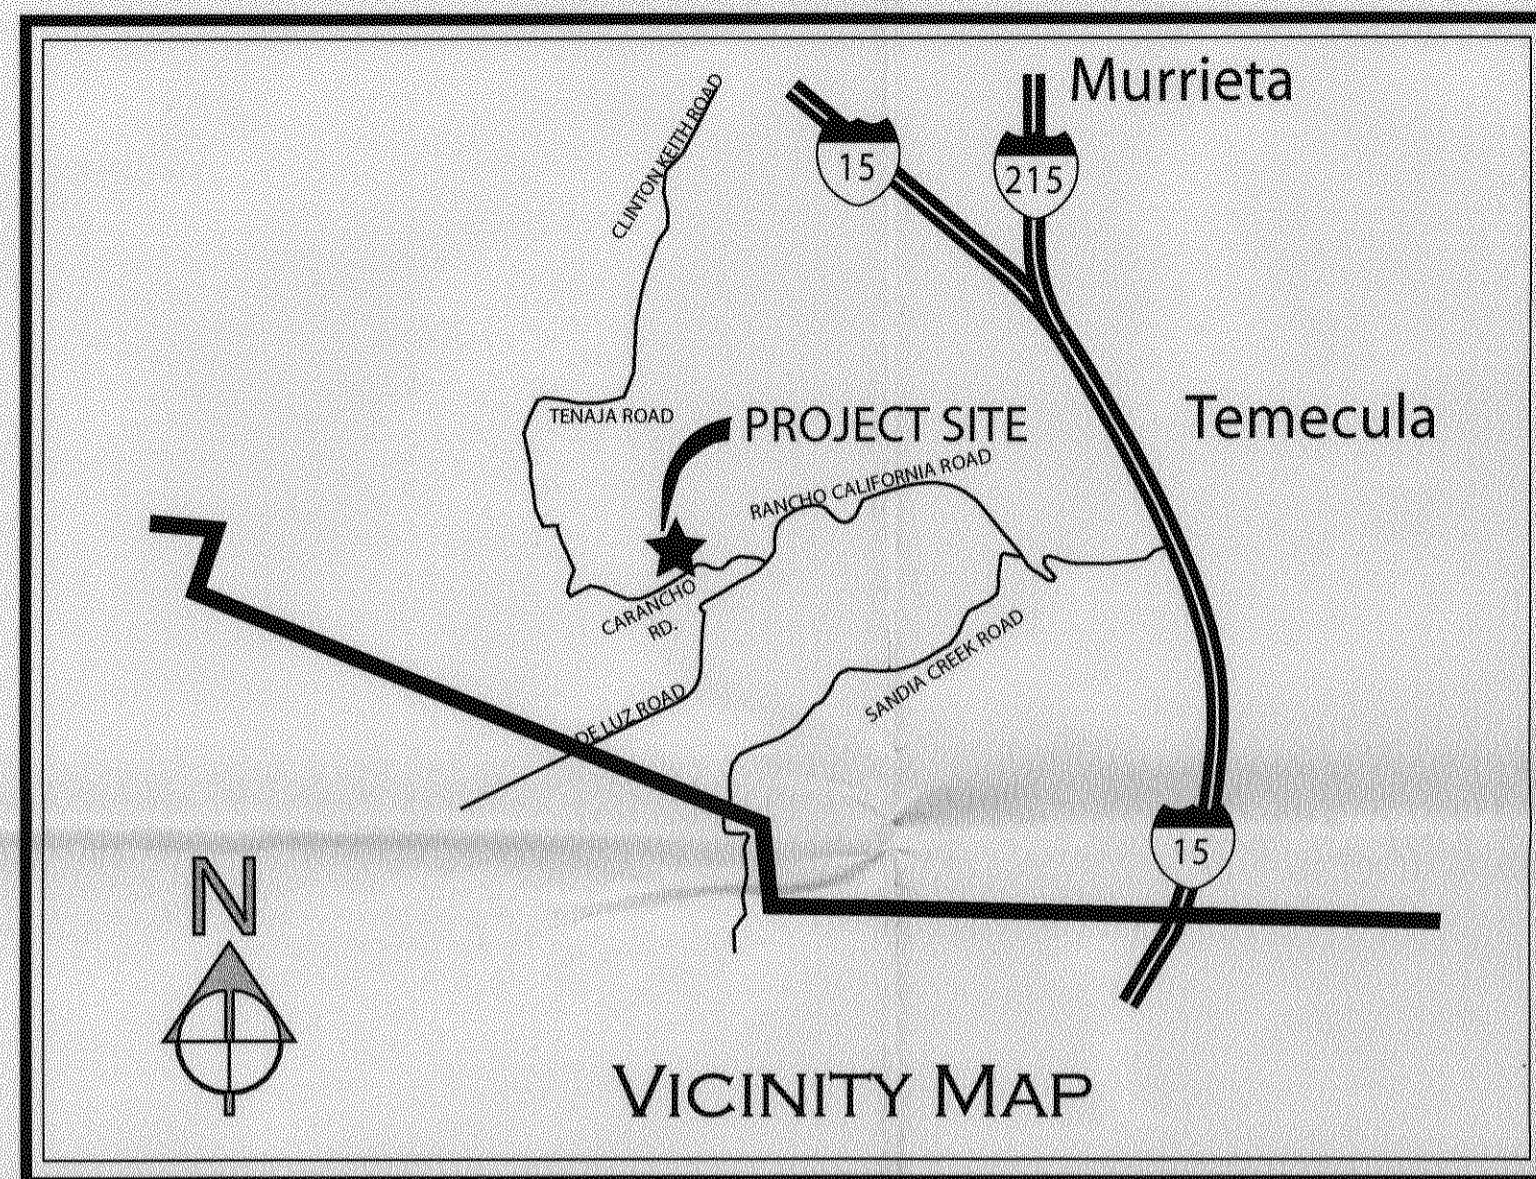 Murrieta
CLINTON KEITH ROAD
15
215
TENAJA ROAD
PROJECT SITE
Temecula
RANCHO CALIFORNIA ROAD
CARANCHO
RD.
SANDIA CREEK ROAD
DE LUZ ROAD
15
N
VICINITY MAP